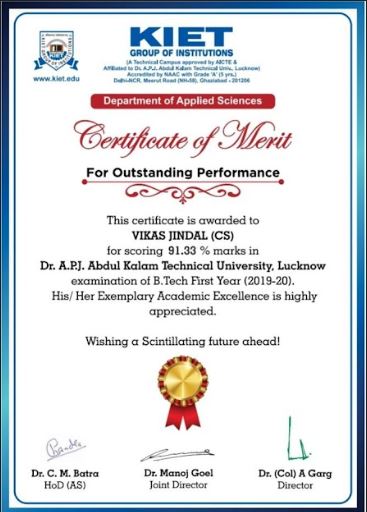 KIET
GROUP OF INSTITUTIONS
(A Technical Campus approved by AICTE &
Affiliated to Dr. A.P.J. Abdul Kalam Technical Univ., Lucknow)
Accredited by NAAC with Grade 'A' (5 yrs.)
Delhi-NCR, Meerut Road (NH-58), Ghaziabad - 201206
www.kiet.edu
Department of Applied Sciences
Certificate of Merit
For Outstanding Performance
This certificate is awarded to
VIKAS JINDAL (CS)
for scoring 91.33 % marks in
Dr. A.P.J. Abdul Kalam Technical University, Lucknow
examination of B.Tech First Year (2019-20).
His/ Her Exemplary Academic Excellence is highly
appreciated.
Wishing a Scintillating future ahead!
Dr. C. M. Batra
HoD (AS)
Dr. Manoj Goel
Joint Director
Dr. (Col) A Garg
Director